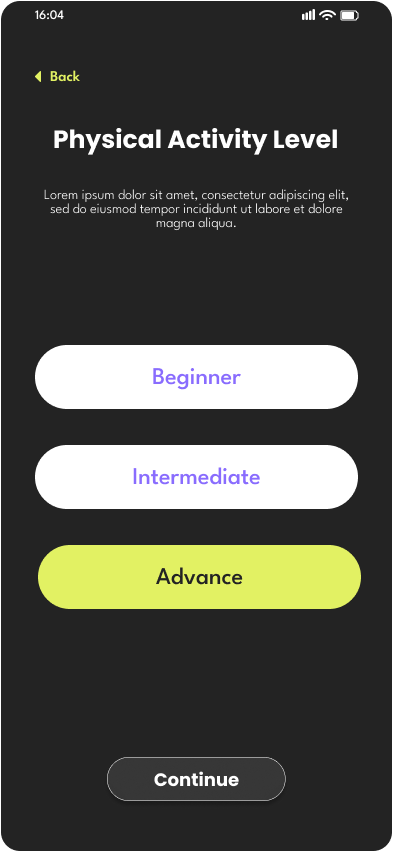 16:04
Back
Physical Activity Level
Lorem ipsum dolor sit amet, consectetur adipiscing elit,
sed do eiusmod tempor incididunt ut labore et dolore
magna aliqua.
Beginner
Intermediate
Advance
Continue